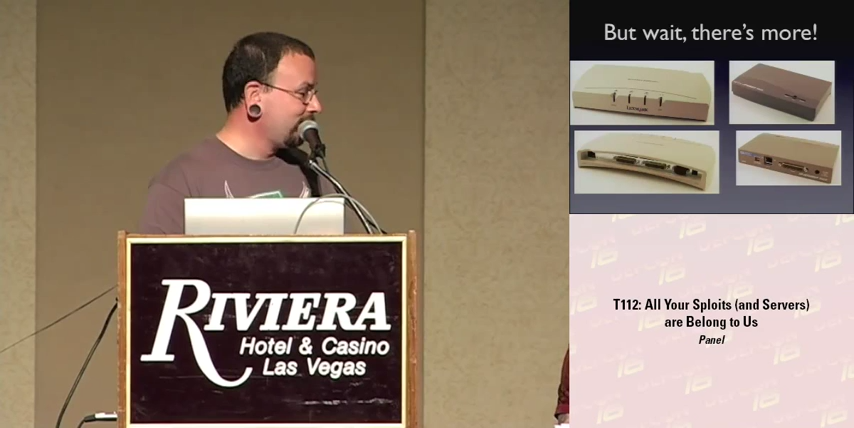 But wait, there's more!
RIVIERA
Hotel & Casino
Las Vegas
T112: All Your Sploits (and Servers)
are Belong to Us
Panel